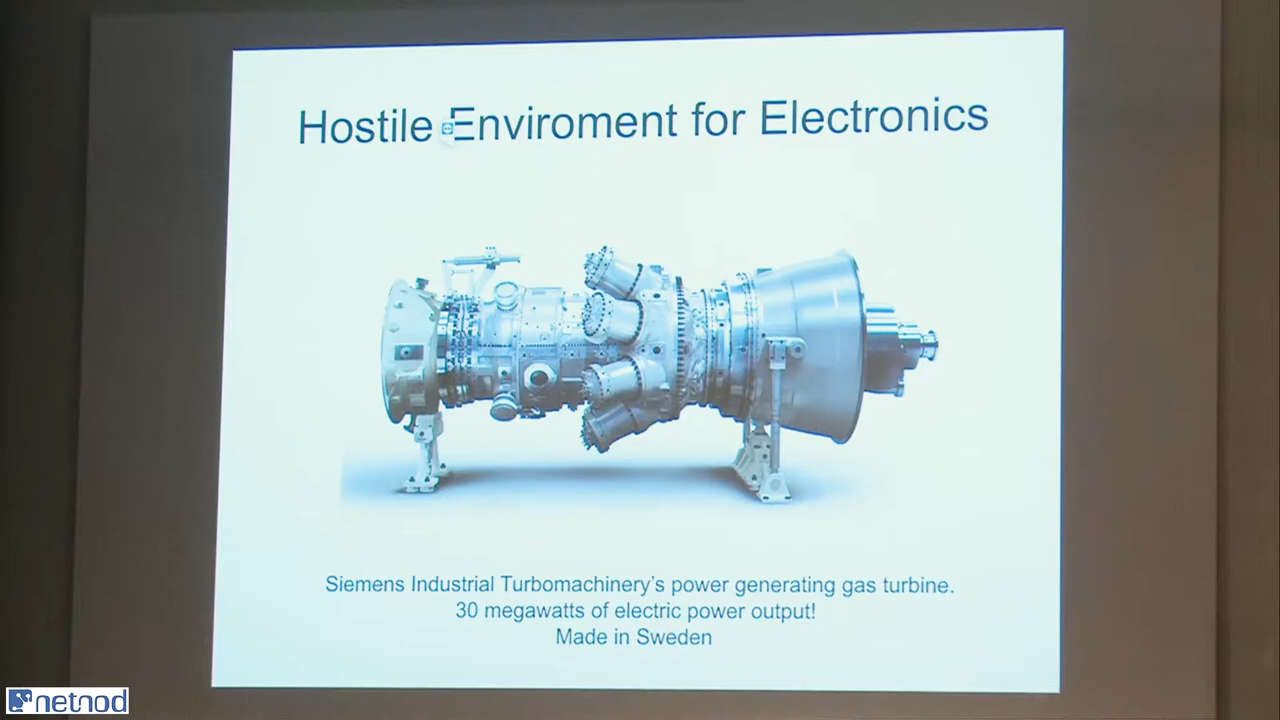 Hostile Enviroment for Electronics
Siemens Industrial Turbomachinery's power generating gas turbine.
30 megawatts of electric power output!
Made in Sweden
netnod